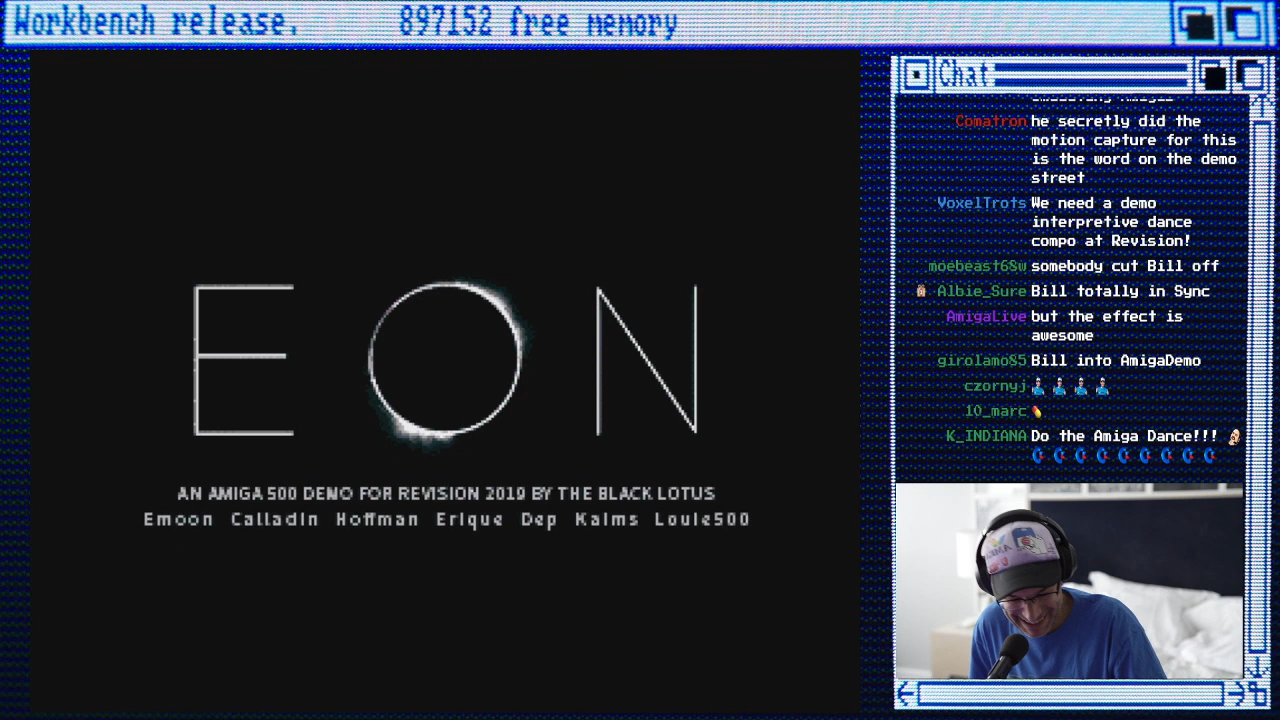 Workbench release. 897152 free memory
Chat
Comatron he secretly did the
motion capture for this
is the word on the demo
street
VoxelTrots We need a demo
interpretive dance
compo at Revision!
moebeast68w somebody cut Bill off
Albie_Sure Bill totally in Sync
AmigaLive but the effect is
awesome
girolamo85 Bill into AmigaDemo
czornyj
10_marc
K_INDIANA Do the Amiga Dance!!!
EON
AN AMIGA 500 DEMO FOR REVISION 2019 BY THE BLACK LOTUS
Emoon Calladin Hoffman Erique Dep Kalms Louie500